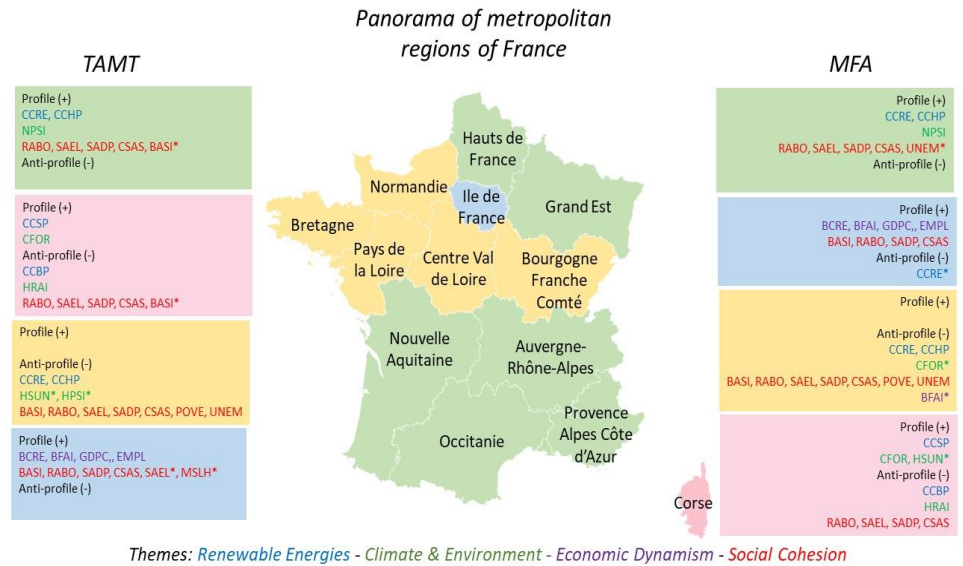 Panorama of metropolitan
regions of France
TAMT
Profile (+)
CCRE, CCHP
NPSI
RABO, SAEL, SADP, CSAS, BASI*
Anti-profile (-)
Profile (+)
CCSP
CFOR
Anti-profile (-)
CCBP
HRAI
RABO, SAEL, SADP, CSAS, BASI*
Profile (+)
Anti-profile (-)
CCRE, CCHP
HSUN*, HPSI*
BASI, RABO, SAEL, SADP, CSAS, POVE, UNEM
Profile (+)
BCRE, BFAI, GDPC,, EMPL
BASI, RABO, SADP, CSAS, SAEL*, MSLH*
Anti-profile (-)
Hauts de
France
Normandie
Ile de
France
Grand Est
Bretagne
Pays de
la Loire
Centre Val
de Loire
Bourgogne
Franche
Comté
Nouvelle
Aquitaine
Auvergne-
Rhône-Alpes
Occitanie
Provence
Alpes Côte
d'Azur
Corse
MFA
Profile (+)
CCRE, CCHP
NPSI
RABO, SAEL, SADP, CSAS, UNEM*
Anti-profile (-)
Profile (+)
BCRE, BFAI, GDPC,, EMPL
BASI, RABO, SADP, CSAS
Anti-profile (-)
CCRE*
Profile (+)
Anti-profile (-)
CCRE, CCHP
CFOR*
BASI, RABO, SAEL, SADP, CSAS, POVE, UNEM
BFAI*
Profile (+)
CCSP
CFOR, HSUN*
Anti-profile (-)
CCBP
HRAI
RABO, SAEL, SADP, CSAS
Themes: Renewable Energies - Climate & Environment - Economic Dynamism - Social Cohesion